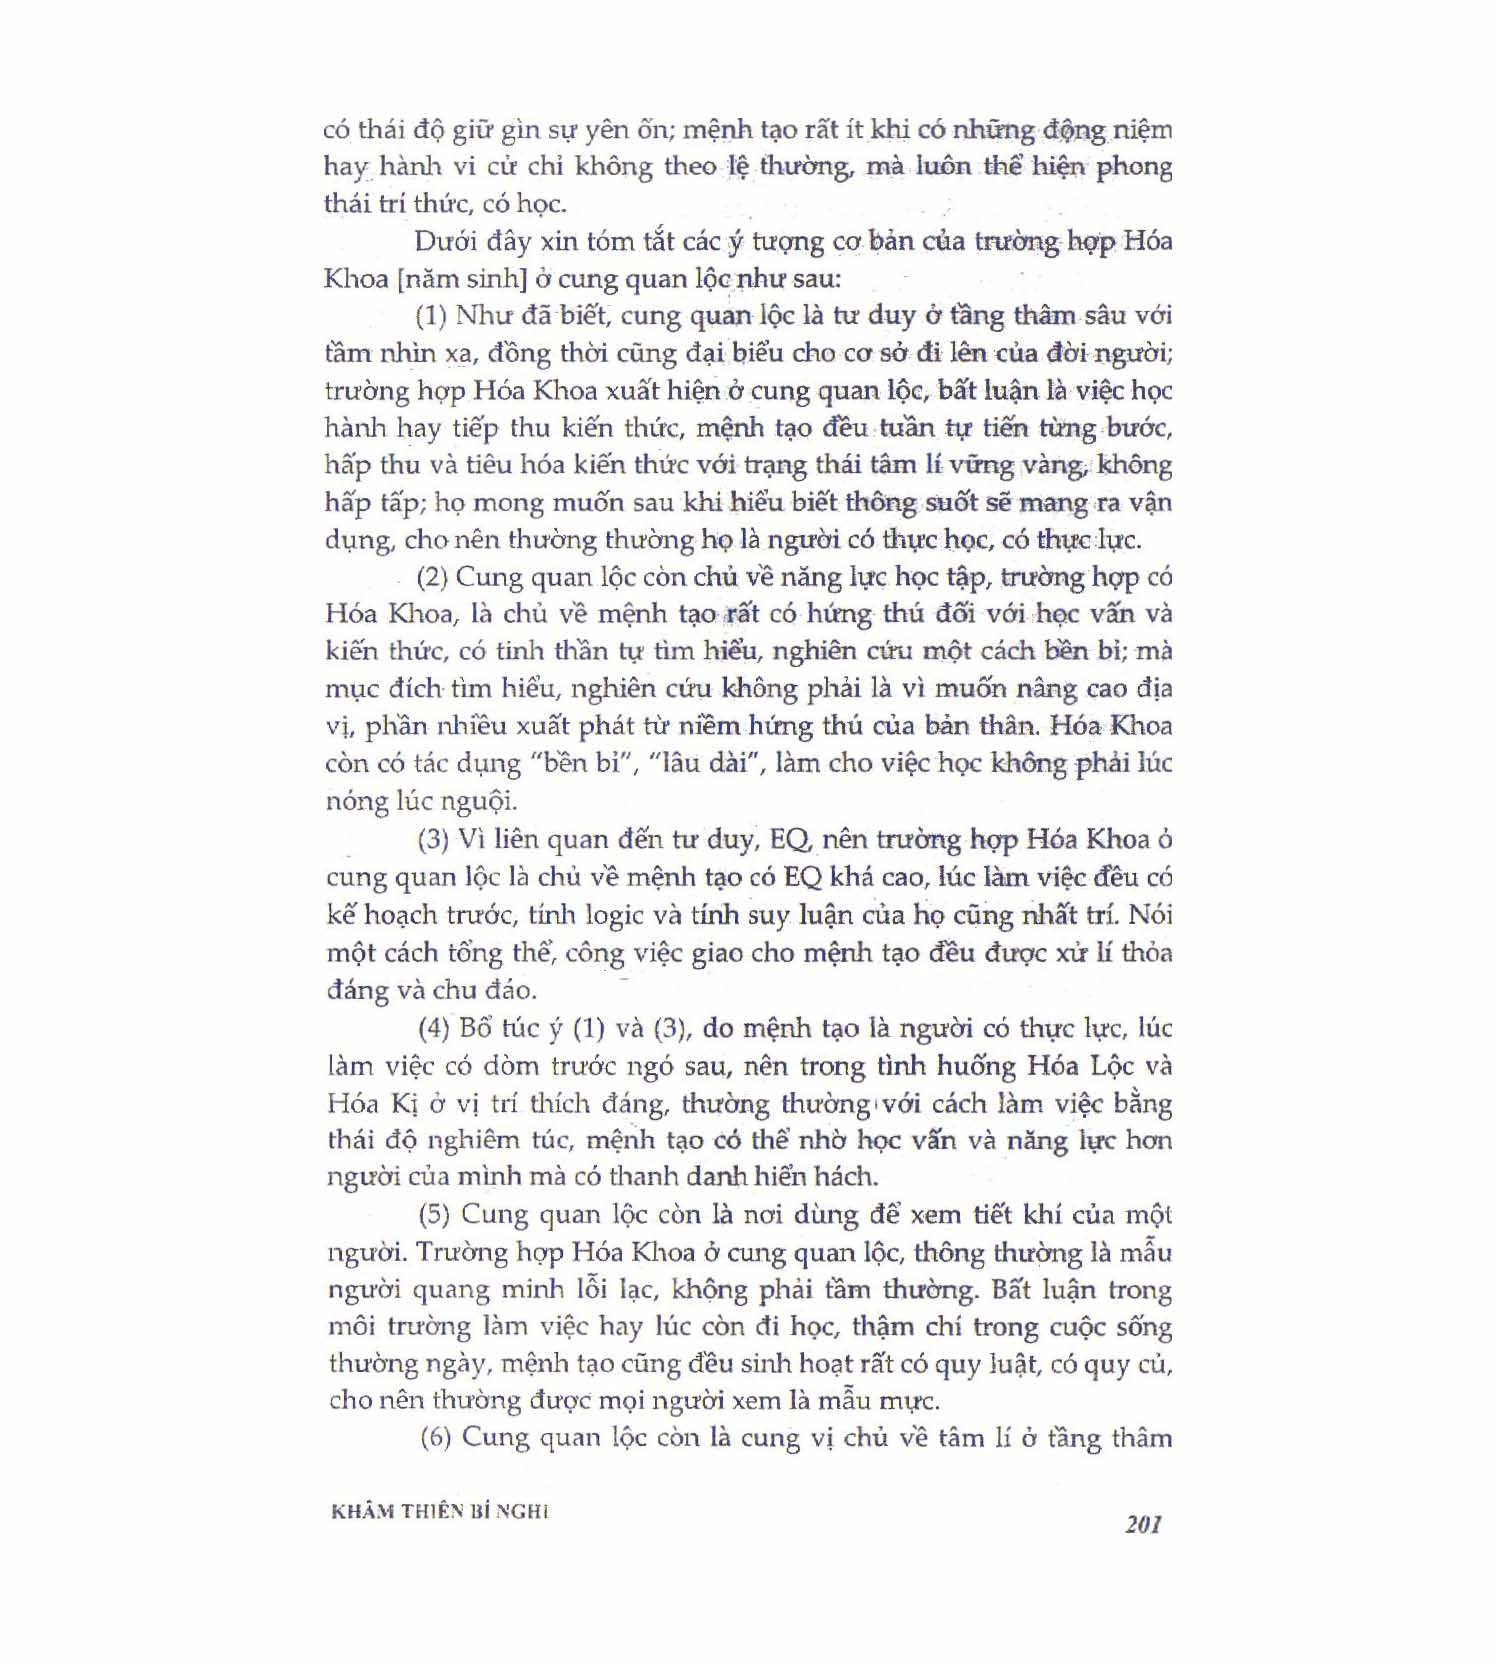 có thái độ giữ gìn sự yên ổn; mệnh tạo rất ít khi có những động niệm
hay hành vi cử chỉ không theo lệ thường, mà luôn thể hiện phong
thái trí thức, có học.
Dưới đây xin tóm tắt các ý tượng cơ bản của trường hợp Hóa
Khoa [năm sinh] ở cung quan lộc như sau:
(1) Như đã biết, cung quan lộc là tư duy ở tầng thâm sâu với
tầm nhìn xa, đồng thời cũng đại biểu cho cơ sở đi lên của đời người;
trường hợp Hóa Khoa xuất hiện ở cung quan lộc, bất luận là việc học
hành hay tiếp thu kiến thức, mệnh tạo đều tuần tự tiến từng bước,
hấp thu và tiêu hóa kiến thức với trạng thái tâm lí vững vàng, không
hấp tấp; họ mong muốn sau khi hiểu biết thông suốt sẽ mang ra vận
dụng, cho nên thường thường họ là người có thực học, có thực lực.
(2) Cung quan lộc còn chủ về năng lực học tập, trường hợp có
Hóa Khoa, là chủ về mệnh tạo rất có hứng thú đối với học vấn và
kiến thức, có tinh thần tự tìm hiểu, nghiên cứu một cách bền bỉ; mà
mục đích tìm hiểu, nghiên cứu không phải là vì muốn nâng cao địa
vị, phần nhiều xuất phát từ niềm hứng thú của bản thân. Hóa Khoa
còn có tác dụng "bền bỉ", "lâu dài", làm cho việc học không phải lúc
nóng lúc nguội.
(3) Vì liên quan đến tư duy, EQ, nên trường hợp Hóa Khoa ở
cung quan lộc là chủ về mệnh tạo có EQ khá cao, lúc làm việc đều có
kế hoạch trước, tính logic và tính suy luận của họ cũng nhất trí. Nói
một cách tổng thể, công việc giao cho mệnh tạo đều được xử lí thỏa
đáng và chu đáo.
(4) Bổ túc ý (1) và (3), do mệnh tạo là người có thực lực, lúc
làm việc có dòm trước ngó sau, nên trong tình huống Hóa Lộc và
Hóa Kị ở vị trí thích đáng, thường thường với cách làm việc bằng
thái độ nghiêm túc, mệnh tạo có thể nhờ học vấn và năng lực hơn
người của mình mà có thanh danh hiển hách.
(5) Cung quan lộc còn là nơi dùng để xem tiết khí của một
người. Trường hợp Hóa Khoa ở cung quan lộc, thông thường là mẫu
người quang minh lỗi lạc, không phải tầm thường. Bất luận trong
môi trường làm việc hay lúc còn đi học, thậm chí trong cuộc sống
thường ngày, mệnh tạo cũng đều sinh hoạt rất có quy luật, có quy củ,
cho nên thường được mọi người xem là mẫu mực.
(6) Cung quan lộc còn là cung vị chủ về tâm lí ở tầng thâm
KHÂM THIÊN BÍ NGHI
201